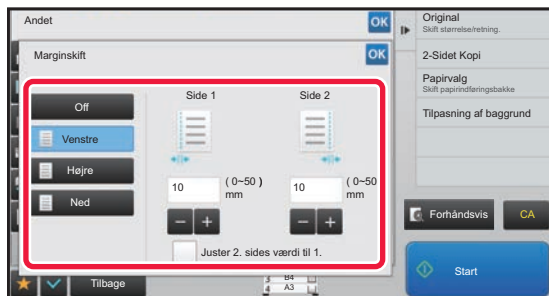 Andet
OK
Marginskift
OK
Off
Venstre
Højre
Ned
Side 1
Side 2
10
( 0~50 )
mm
10
( 0~50
mm
Juster 2. sides værdi til 1.
Tilbage
B4
A3
Original
Skift størrelse/retning.
2-Sidet Kopi
Papirvalg
Skift papirindføringsbakke
Tilpasning af baggrund
Forhåndsvis
CA
Start